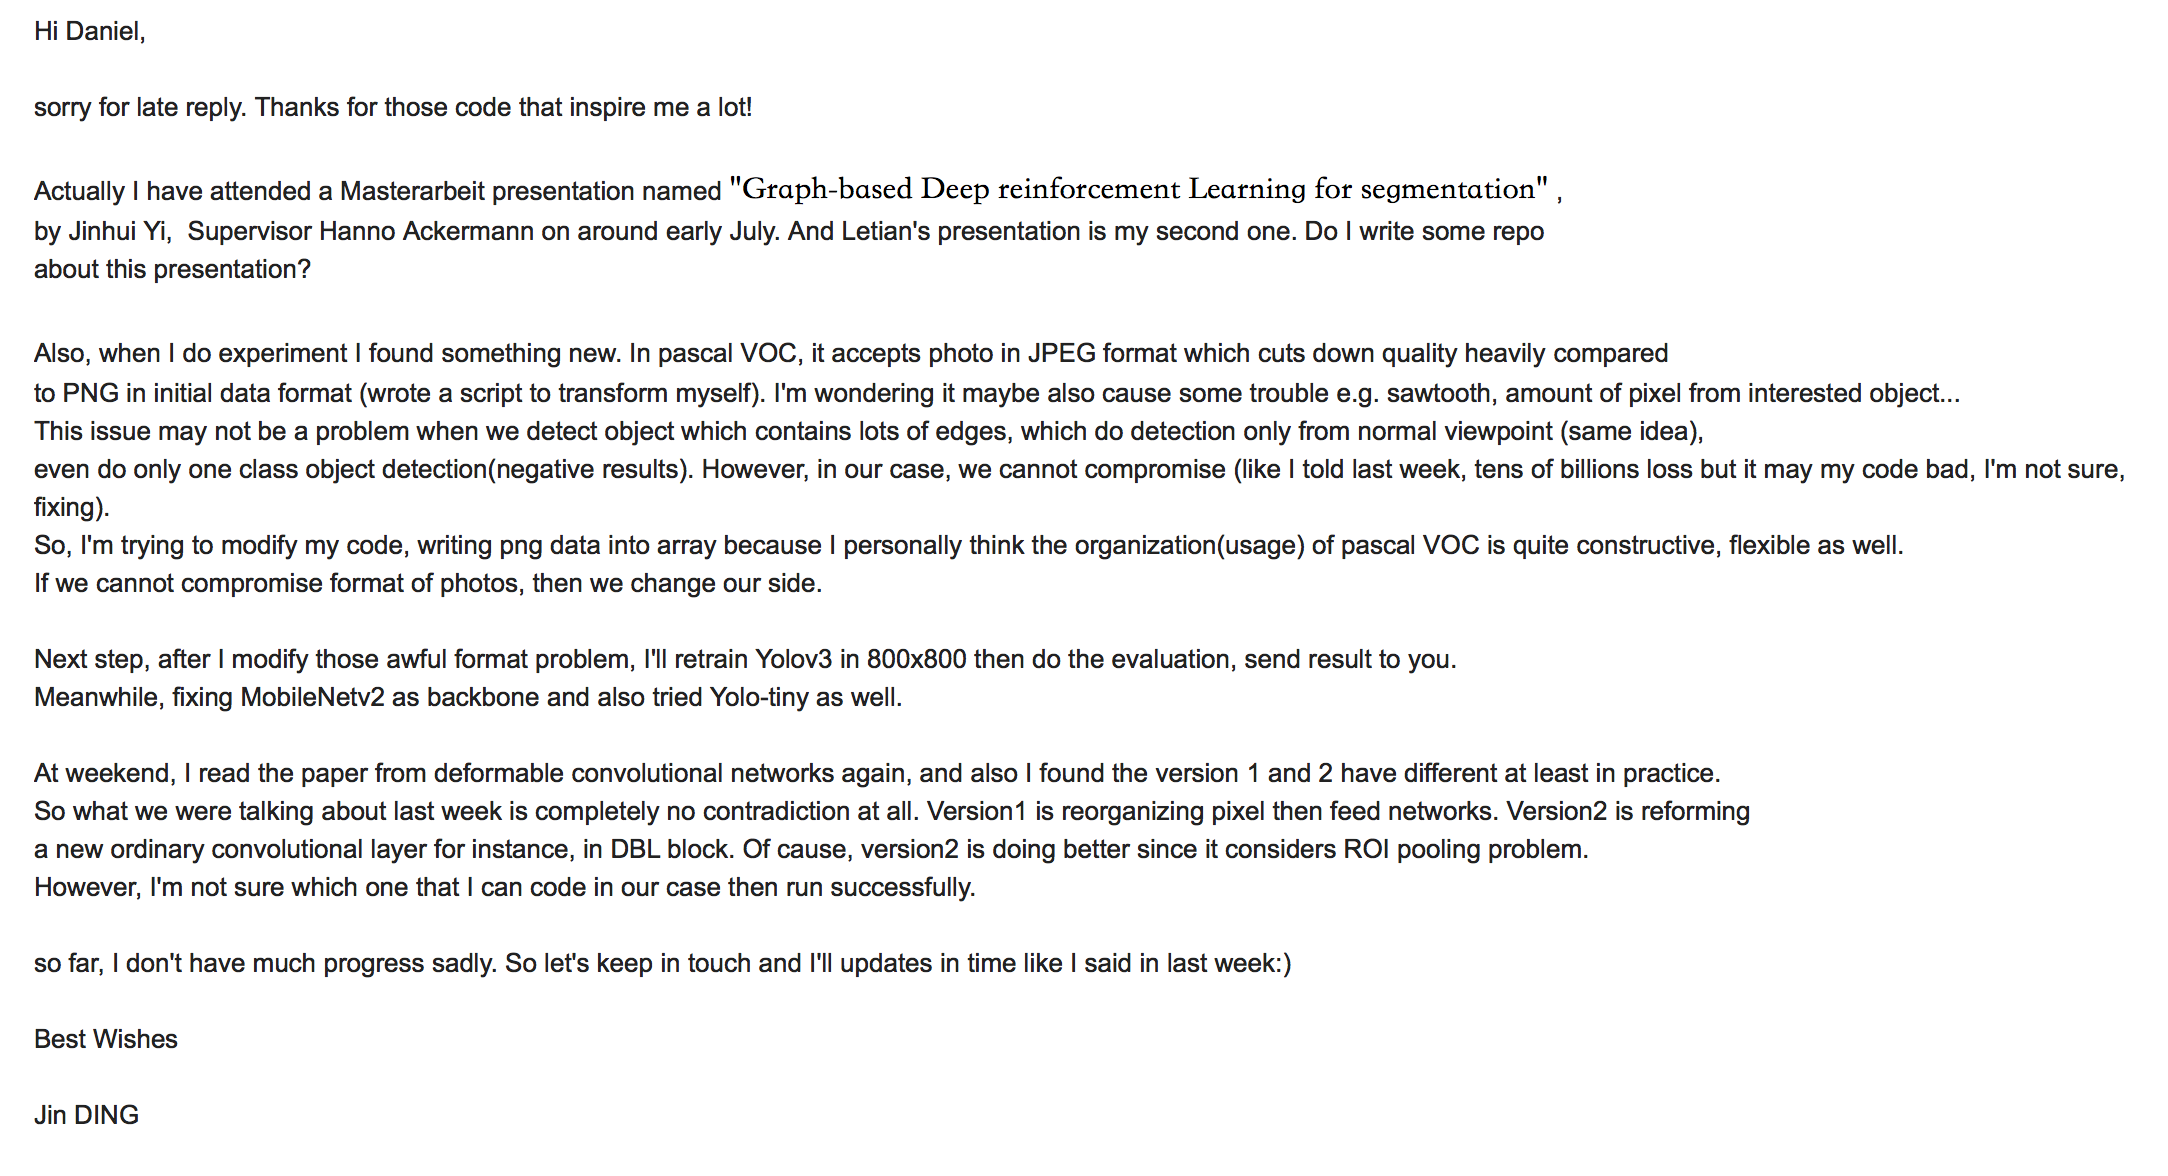 Hi Daniel,
sorry for late reply. Thanks for those code that inspire me a lot!
Actually I have attended a Masterarbeit presentation named "Graph-based Deep reinforcement Learning for segmentation" ,
by Jinhui Yi,  Supervisor Hanno Ackermann on around early July. And Letian's presentation is my second one. Do I write some repo
about this presentation?
Also, when I do experiment I found something new. In pascal VOC, it accepts photo in JPEG format which cuts down quality heavily compared
to PNG in initial data format (wrote a script to transform myself). I'm wondering it maybe also cause some trouble e.g. sawtooth, amount of pixel from interested object...
This issue may not be a problem when we detect object which contains lots of edges, which do detection only from normal viewpoint (same idea),
even do only one class object detection(negative results). However, in our case, we cannot compromise (like I told last week, tens of billions loss but it may my code bad, I'm not sure,
fixing).
So, I'm trying to modify my code, writing png data into array because I personally think the organization(usage) of pascal VOC is quite constructive, flexible as well.
If we cannot compromise format of photos, then we change our side.
Next step, after I modify those awful format problem, I'll retrain Yolov3 in 800x800 then do the evaluation, send result to you.
Meanwhile, fixing MobileNetv2 as backbone and also tried Yolo-tiny as well.
At weekend, I read the paper from deformable convolutional networks again, and also I found the version 1 and 2 have different at least in practice.
So what we were talking about last week is completely no contradiction at all. Version1 is reorganizing pixel then feed networks. Version2 is reforming
a new ordinary convolutional layer for instance, in DBL block. Of cause, version2 is doing better since it considers ROI pooling problem.
However, I'm not sure which one that I can code in our case then run successfully.
so far, I don't have much progress sadly. So let's keep in touch and I'll updates in time like I said in last week:)
Best Wishes
Jin DING